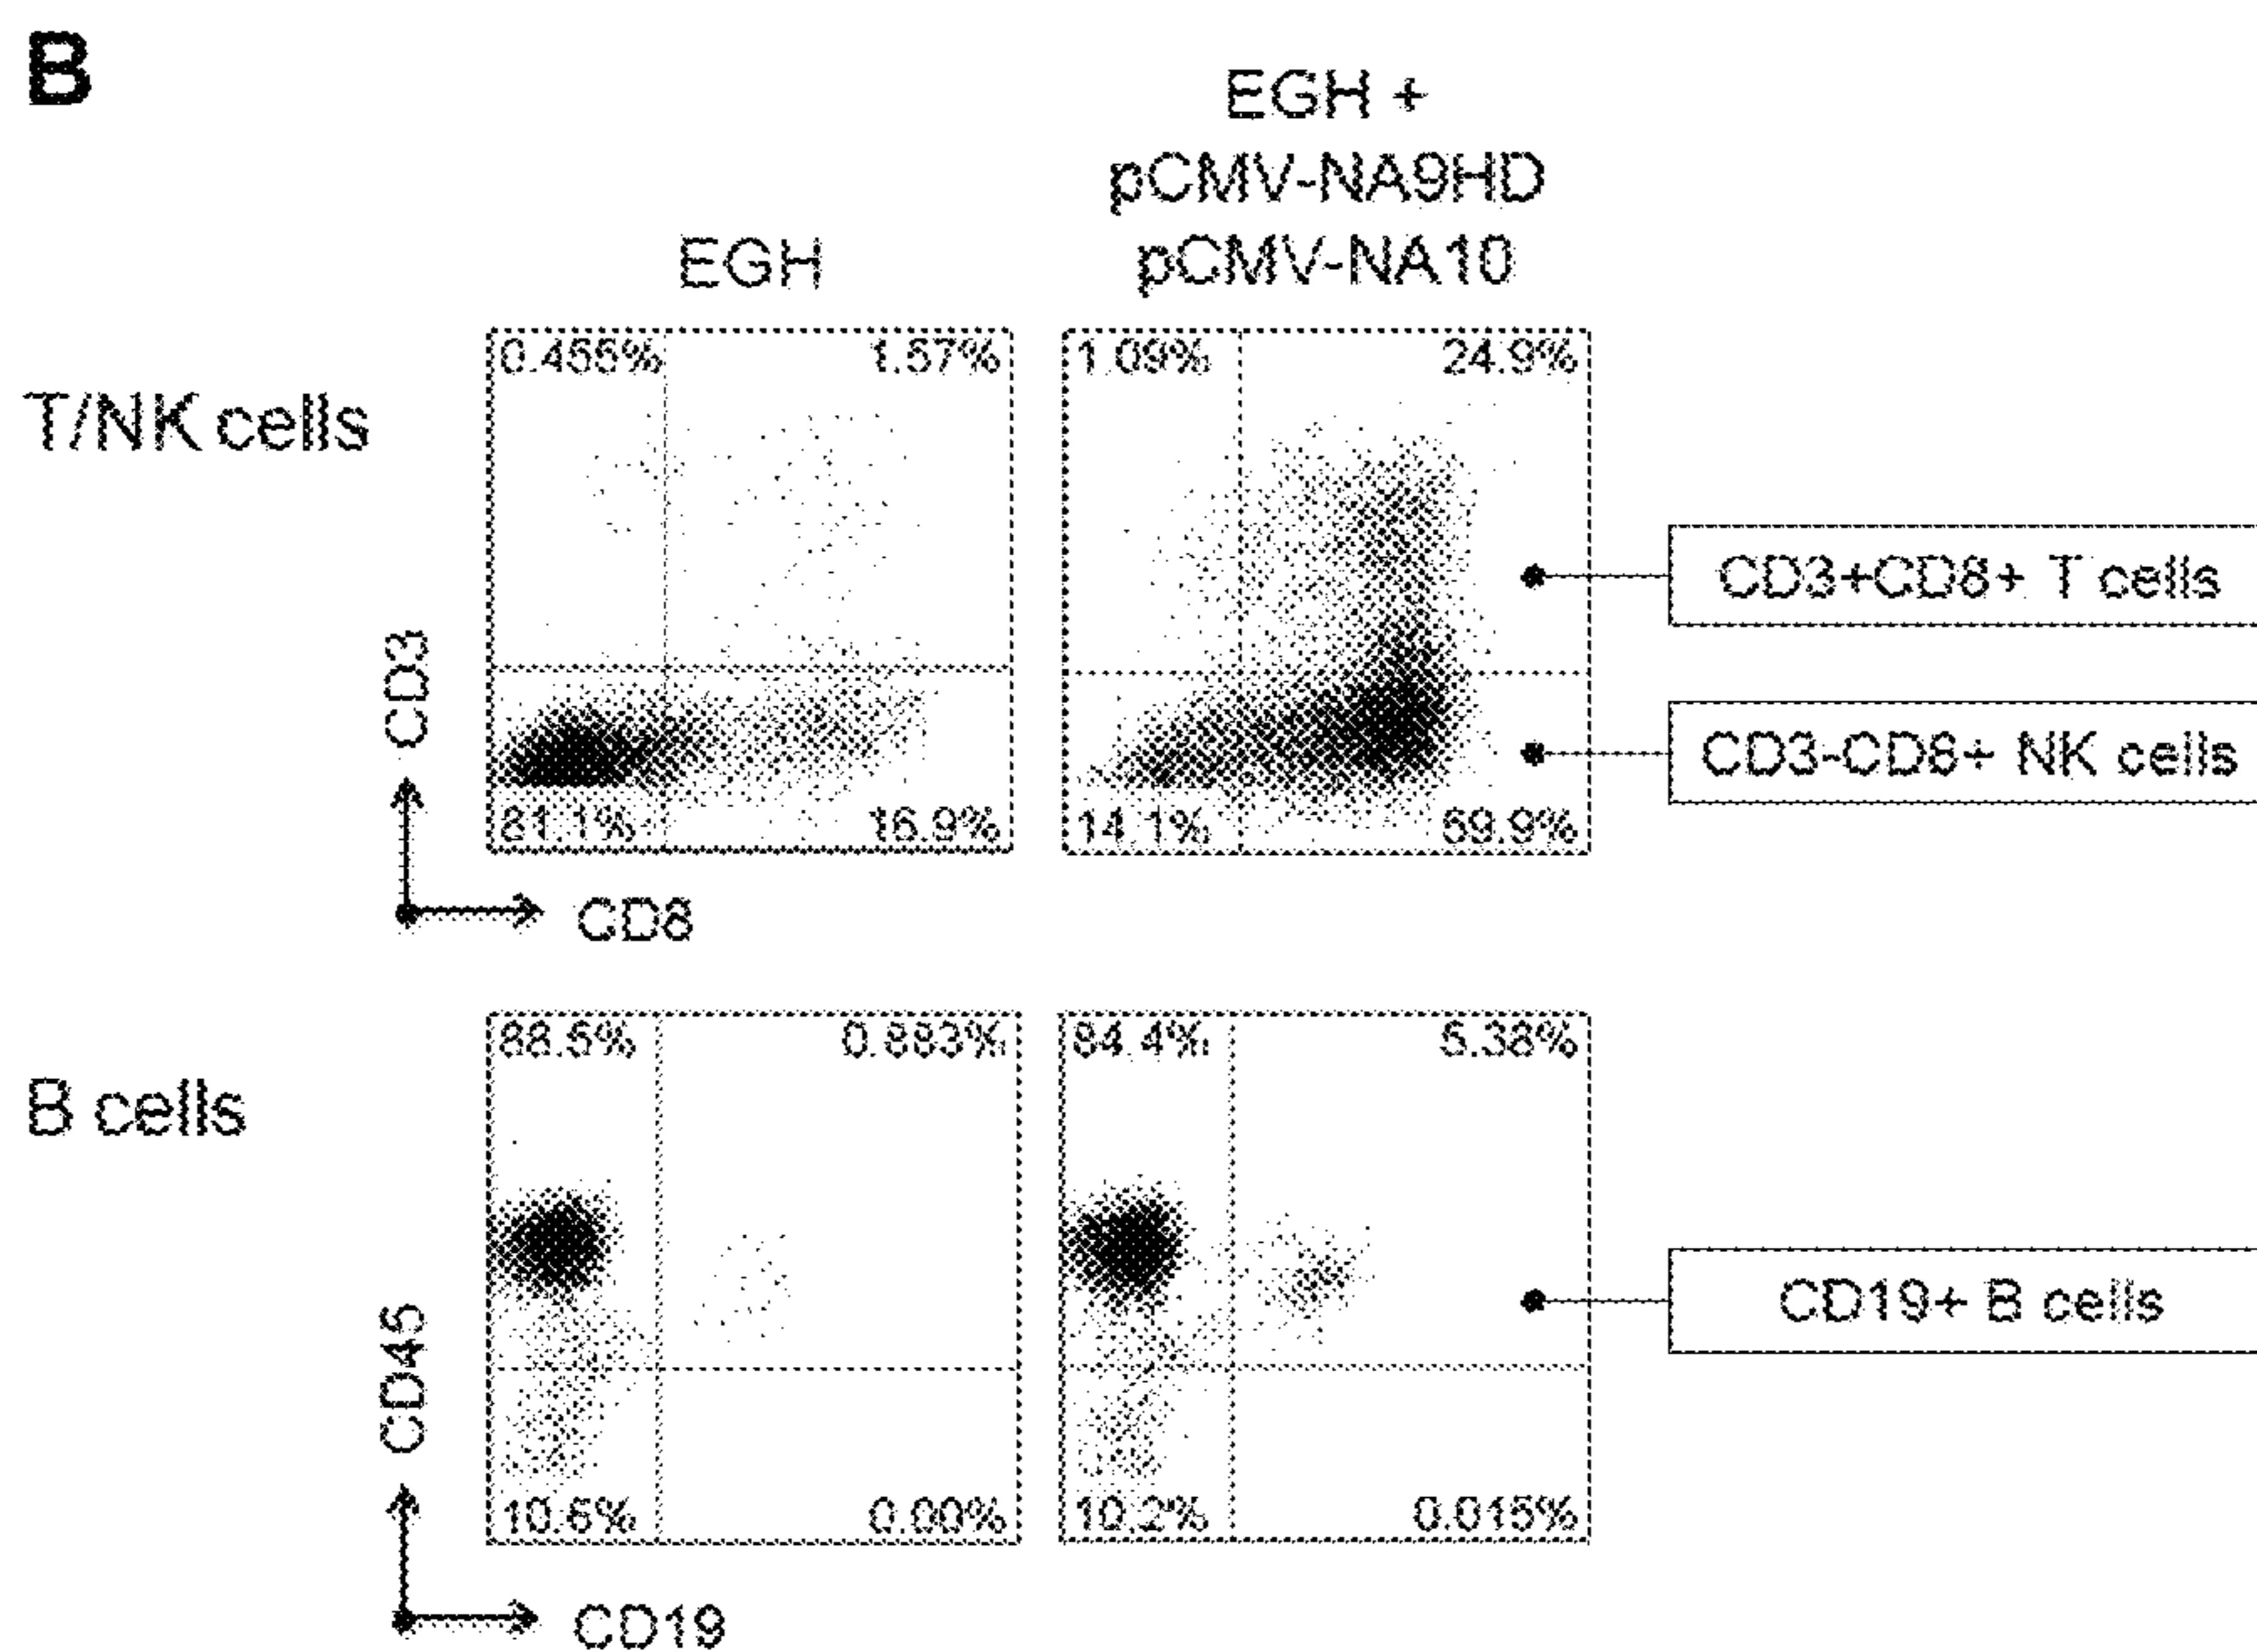 B
EGH
EGH +
pCMV-NA9HD
pCMV-NA10
T/NK cells
0.455% 1.57%
81.1% 16.9%
1.09% 24.9%
14.1% 59.9%
CD3+CD8+ T cells
CD3-CD8+ NK cells
CD3
CD8
B cells
88.5% 0.883%
10.6% 0.00%
84.4% 5.38%
10.2% 0.015%
CD19+ B cells
CD45
CD19